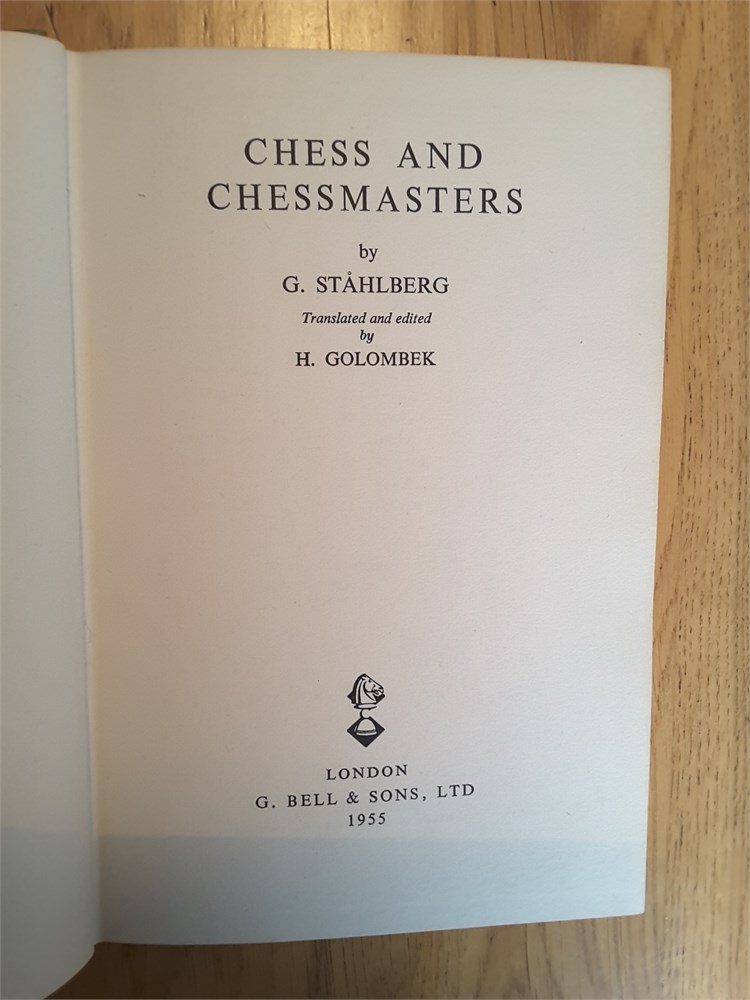 CHESS AND
CHESSMASTERS
by
G. STÅHLBERG
Translated and edited
by
H. GOLOMBEK
LONDON
G. BELL & SONS, LTD
1955